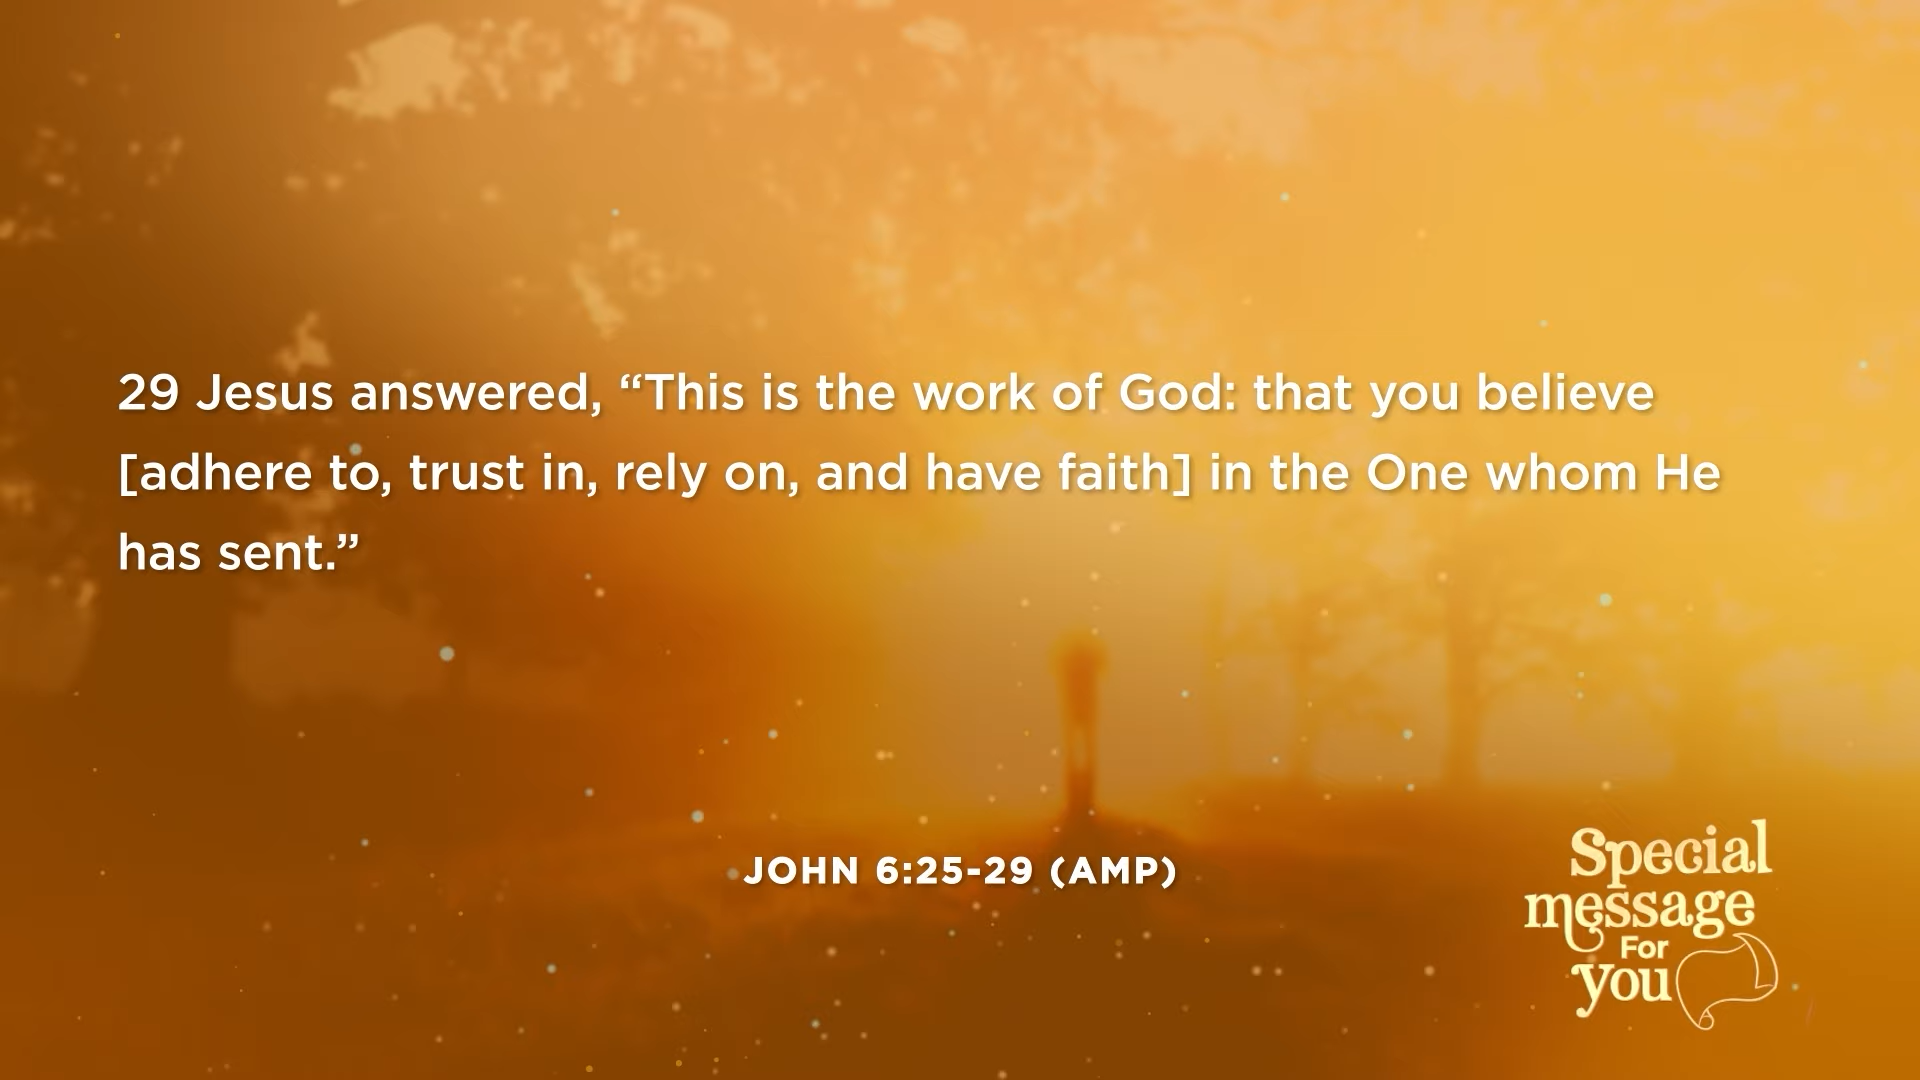 29 Jesus answered, “This is the work of God: that you believe
[adhere to, trust in, rely on, and have faith] in the One whom He
has sent.”
JOHN 6:25-29 (AMP)
Special
message
For
you